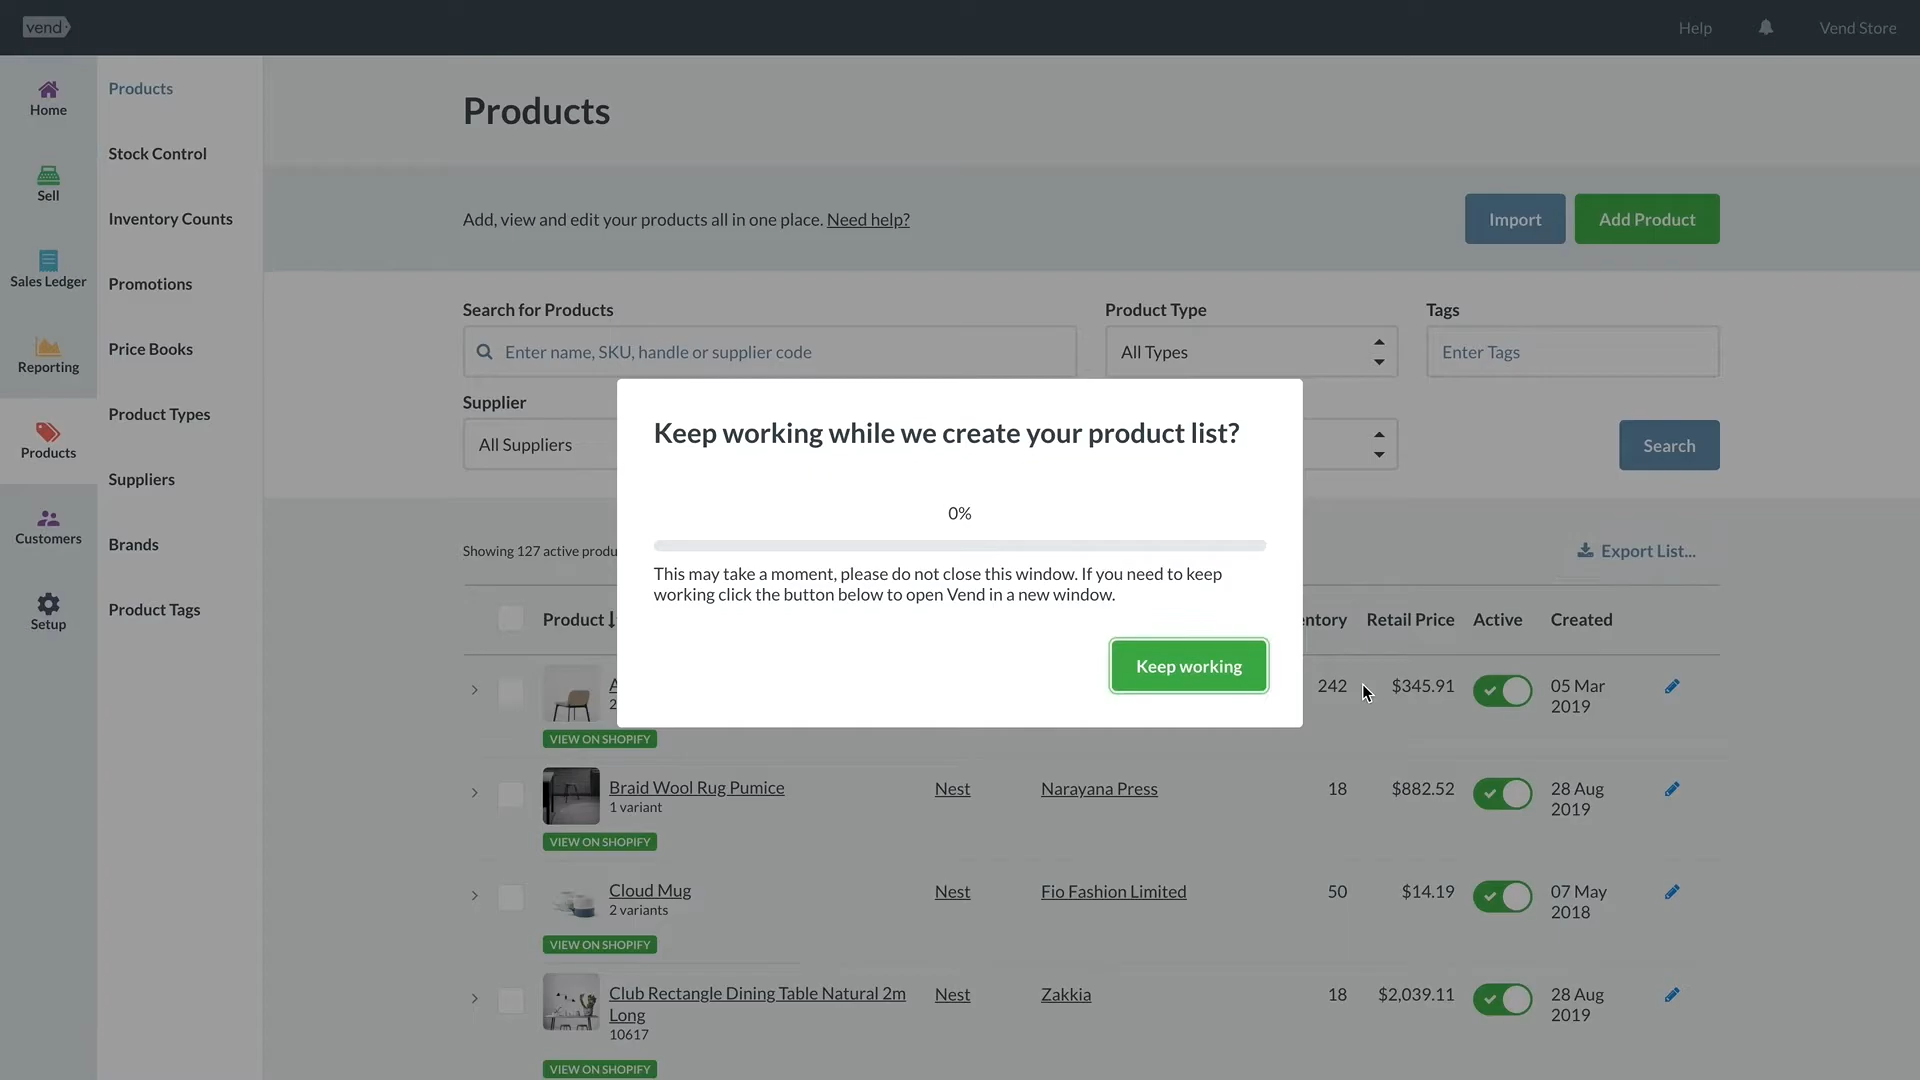 vend
Help
Vend Store
Home
Sell
Sales Ledger
Reporting
Products
Customers
Setup
Products
Stock Control
Inventory Counts
Promotions
Price Books
Product Types
Suppliers
Brands
Product Tags
Products
Add, view and edit your products all in one place. Need help?
Import
Add Product
Search for Products
Enter name, SKU, handle or supplier code
Product Type
All Types
Tags
Enter Tags
Supplier
All Suppliers
Search
Keep working while we create your product list?
0%
This may take a moment, please do not close this window. If you need to keep
working click the button below to open Vend in a new window.
Keep working
Showing 127 active
Export List...
Product
Retail Price
Active
Created
242
$345.91
05 Mar
2019
VIEW ON SHOPIFY
Braid Wool Rug Pumice
1 variant
Nest
Narayana Press
18
$882.52
28 Aug
2019
VIEW ON SHOPIFY
Cloud Mug
2 variants
Nest
Fio Fashion Limited
50
$14.19
07 May
2018
VIEW ON SHOPIFY
Club Rectangle Dining Table Natural 2m
Long
10617
Nest
Zakkia
18
$2,039.11
28 Aug
2019
VIEW ON SHOPIFY